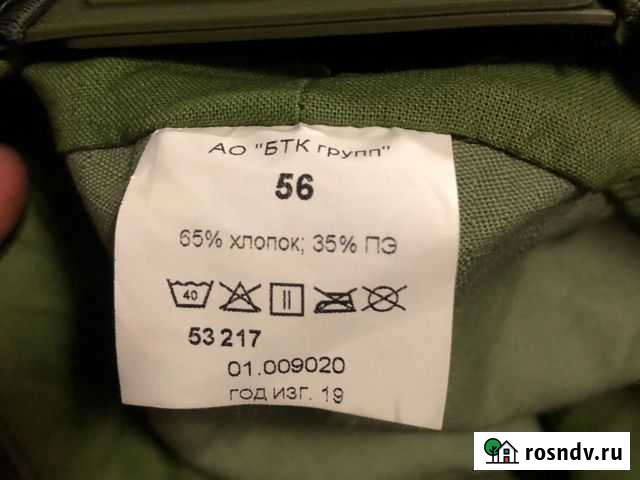 АО "БТК групп"
56
65% хлопок; 35% ПЭ
40
53 217
01.009020
год изг. 19
rosndv.ru